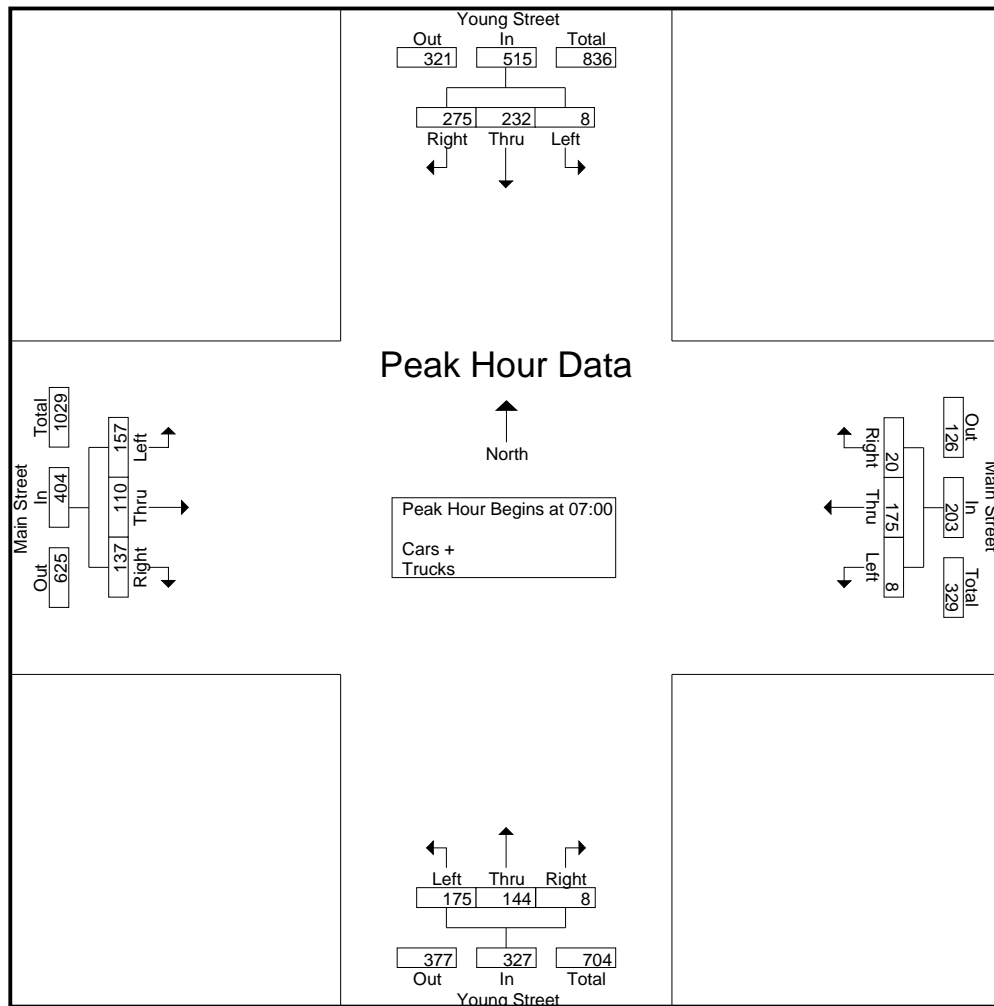 Young Street
Out In Total
321 515 836
275 232 8
Right Thru Left
Peak Hour Data
North
Peak Hour Begins at 07:00
Cars +
Trucks
Main Street
Total In Out
1029 404 625
157 110 137
Left Thru Right
Main Street
Out In Total
126 203 329
20 175 8
Right Thru Left
Left Thru Right
175 144 8
377 327 704
Out In Total
Young Street